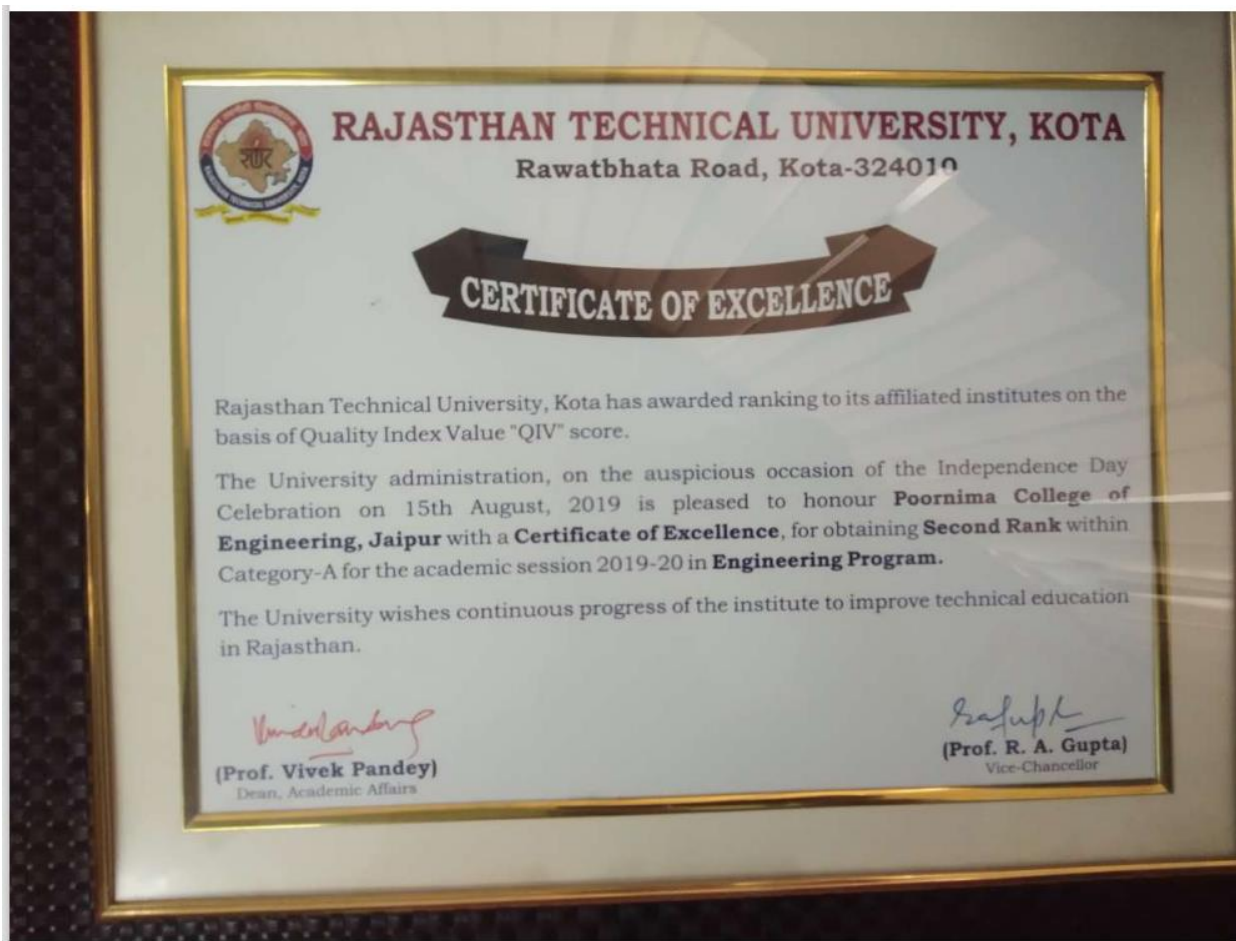 RAJASTHAN TECHNICAL UNIVERSITY, KOTA
Rawatbhata Road, Kota-324010
CERTIFICATE OF EXCELLENCE
Rajasthan Technical University, Kota has awarded ranking to its affiliated institutes on the
basis of Quality Index Value "QIV" score.
The University administration, on the auspicious occasion of the Independence Day
Celebration on 15th August, 2019 is pleased to honour Poornima College of
Engineering, Jaipur with a Certificate of Excellence, for obtaining Second Rank within
Category-A for the academic session 2019-20 in Engineering Program.
The University wishes continuous progress of the institute to improve technical education
in Rajasthan.
(Prof. Vivek Pandey)
Dean, Academic Affairs
(Prof. R. A. Gupta)
Vice-Chancellor